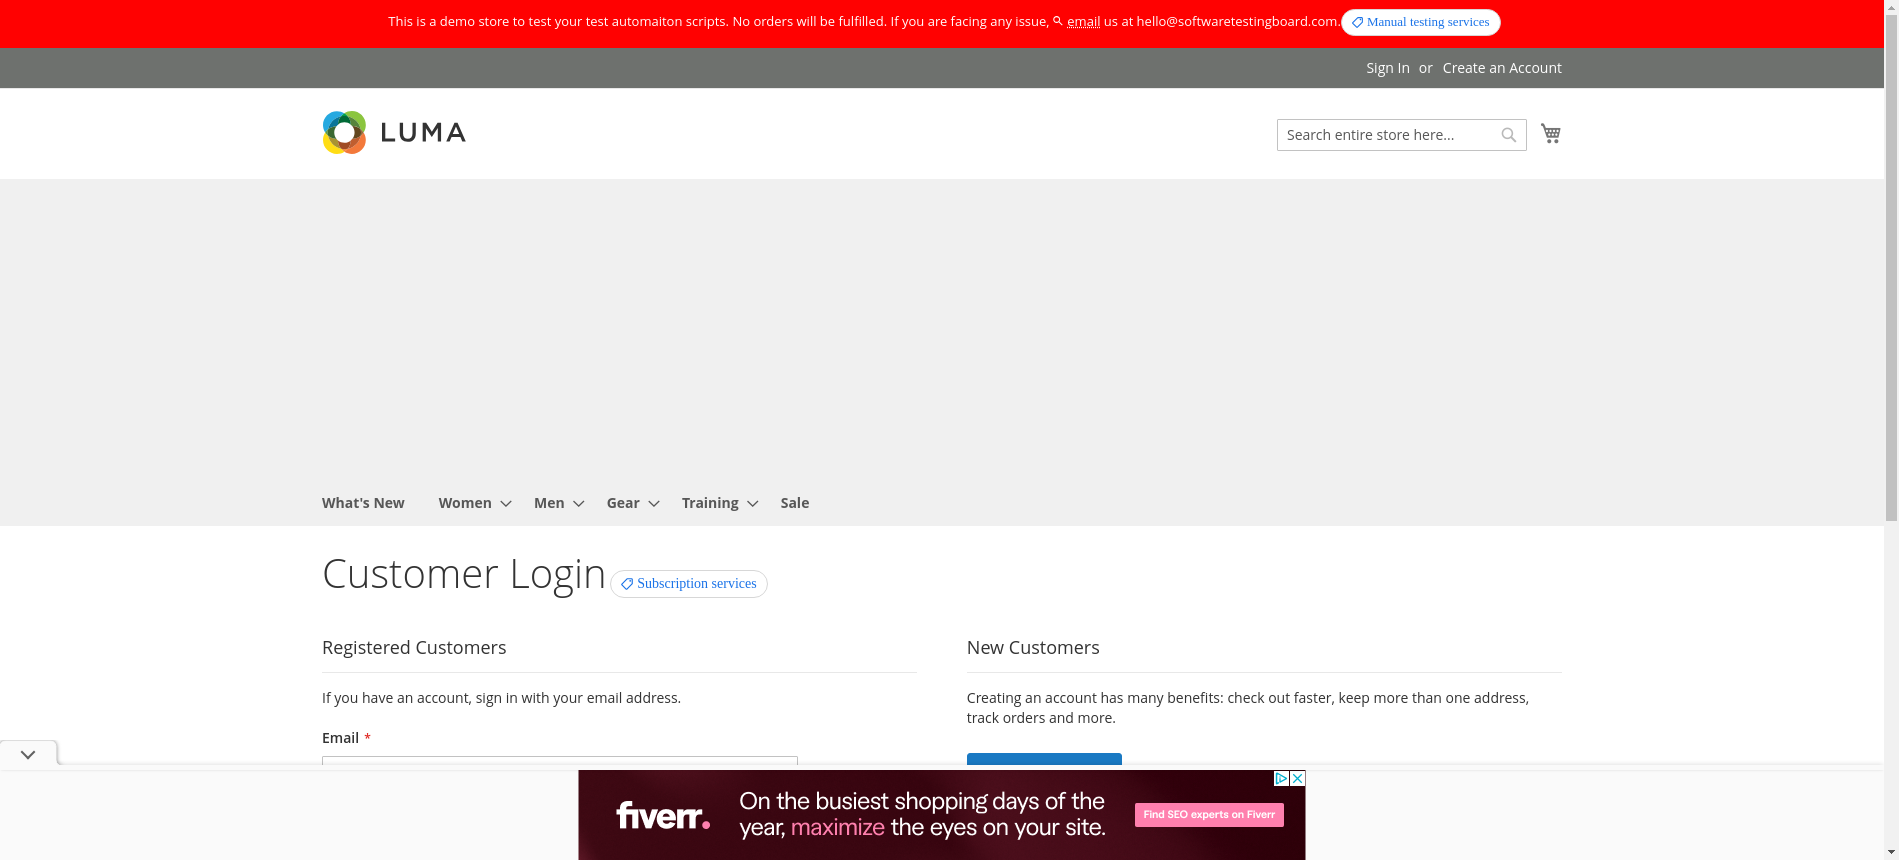 This is a demo store to test your test automaiton scripts. No orders will be fulfilled. If you are facing any issue, email us at hello@softwaretestingboard.com. Manual testing services
Sign In or Create an Account
LUMA
Search entire store here...
What's New Women Men Gear Training Sale
Customer Login Subscription services
Registered Customers
New Customers
If you have an account, sign in with your email address.
Creating an account has many benefits: check out faster, keep more than one address,
track orders and more.
Email *
fiverr.
On the busiest shopping days of the
year, maximize the eyes on your site.
Find SEO experts on Fiverr